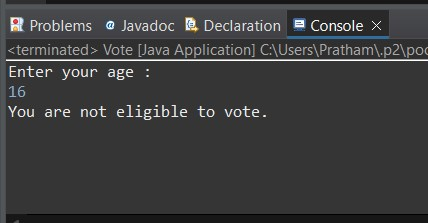 Problems @ Javadoc Declaration Console
<terminated> Vote [Java Application] C:\Users\Pratham\.p2\poo
Enter your age :
16
You are not eligible to vote.